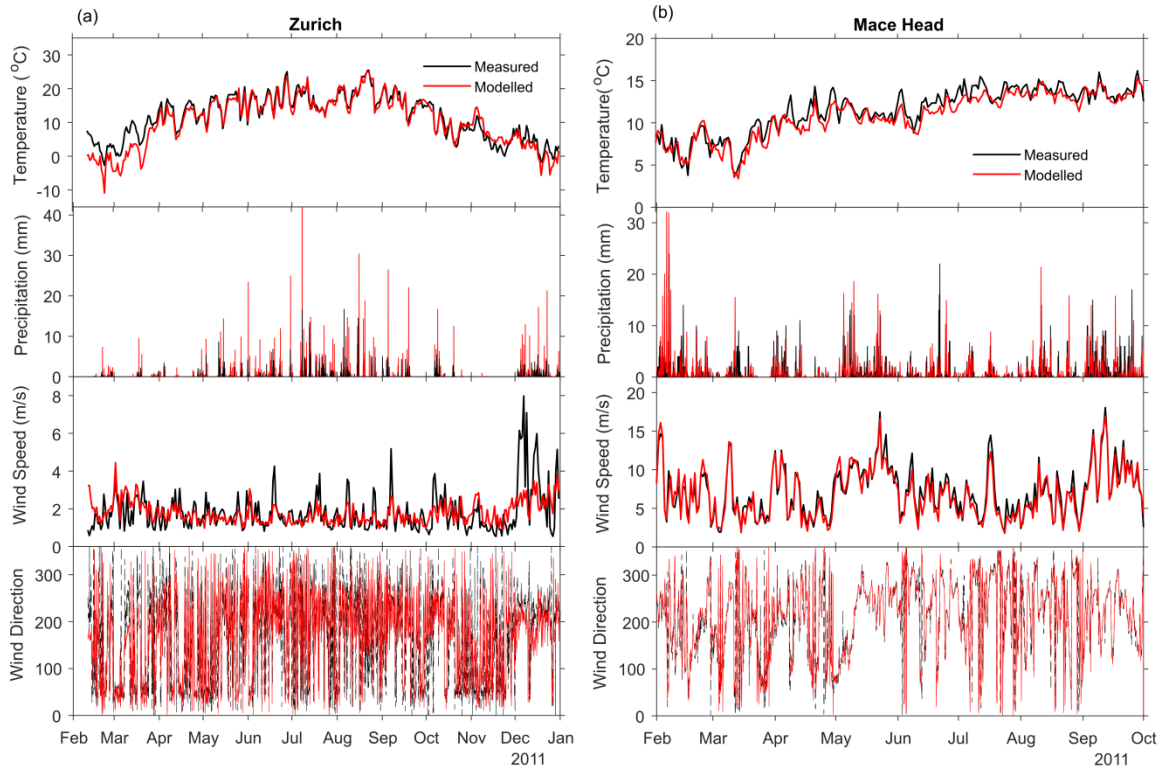 (a)
Zurich
Temperature ( °C)
30
20
10
0
-10
Measured
Modelled
Precipitation (mm)
40
30
20
10
0
Wind Speed (m/s)
8
6
4
2
0
Wind Direction
300
200
100
0
Feb Mar Apr May Jun Jul Aug Sep Oct Nov Dec Jan
2011
(b)
Mace Head
Temperature( °C)
20
15
10
5
0
Measured
Modelled
Precipitation (mm)
30
20
10
0
Wind Speed (m/s)
20
15
10
5
0
Wind Direction
300
200
100
0
Feb Mar Apr May Jun Jul Aug Sep Oct
2011